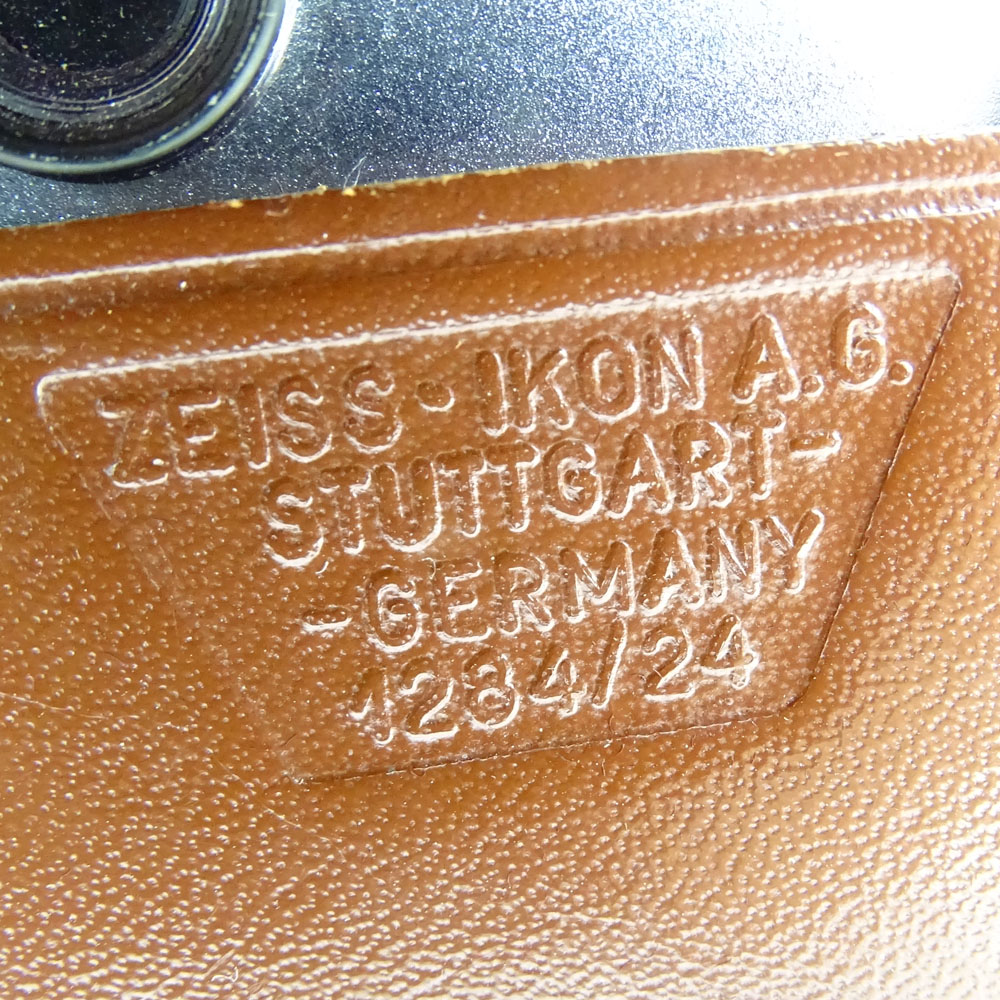 ZEISS · IKON A.G.
STUTTGART-
-GERMANY
1284/24